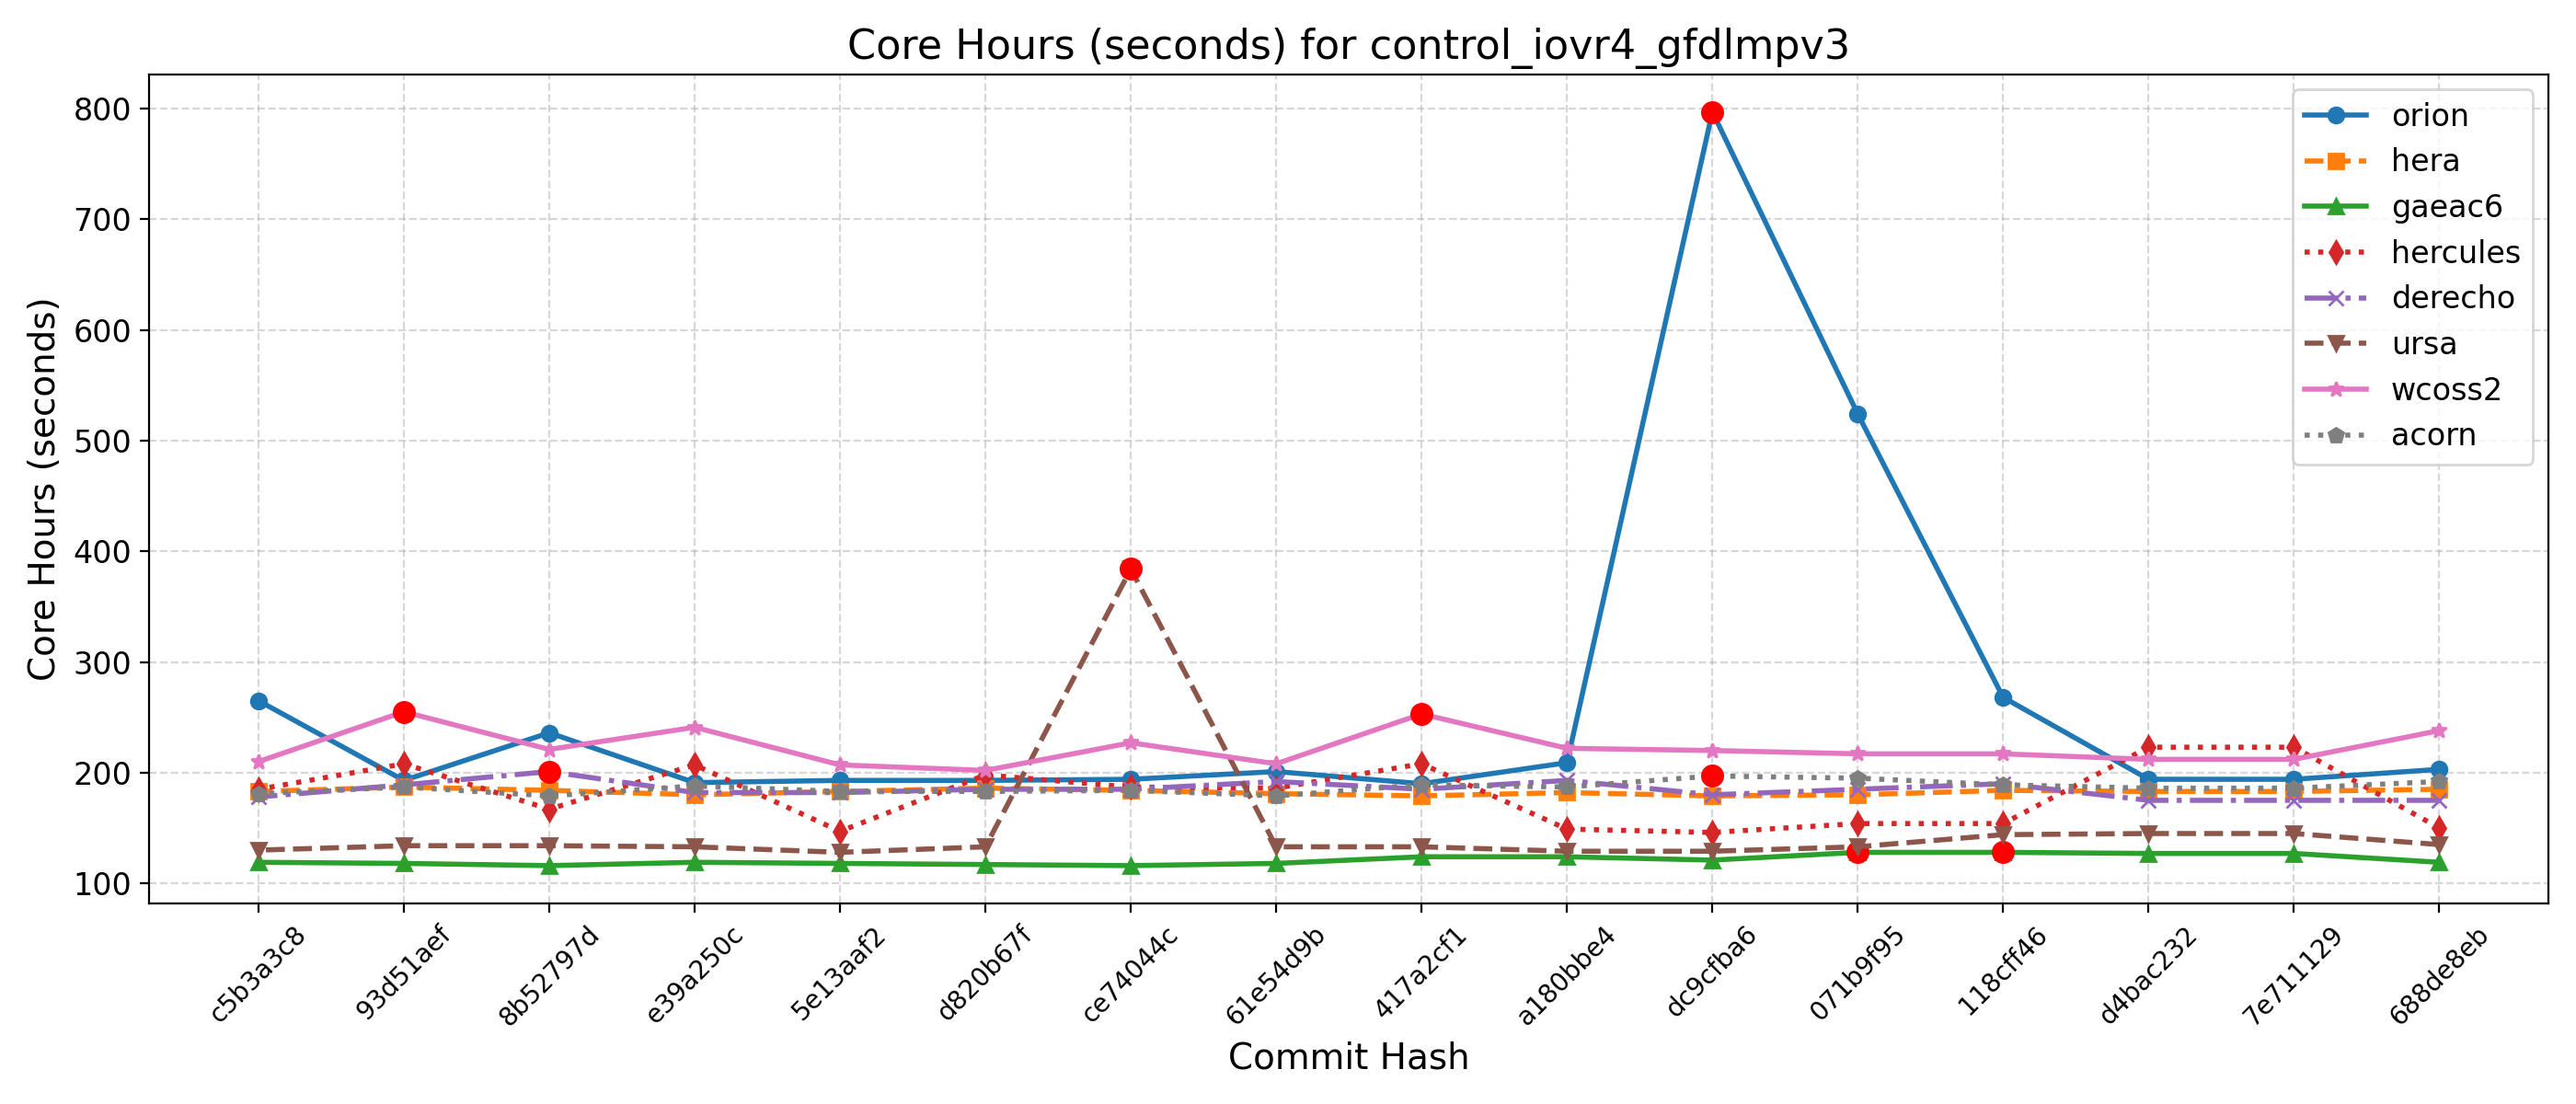 Core Hours (seconds) for control_iovr4_gfdlmpv3
Core Hours (seconds)
800
700
600
500
400
300
200
100
orion
hera
gaeac6
hercules
derecho
ursa
wcoss2
acorn
c5b3a3c8
93d51aef
8b52797d
e39a250c
5e13aaf2
d820b67f
ce74044c
61e54d9b
417a2cf1
a180bbe4
dc9cfba6
071b9f95
118cff46
d4bac232
7e711129
688de8eb
Commit Hash